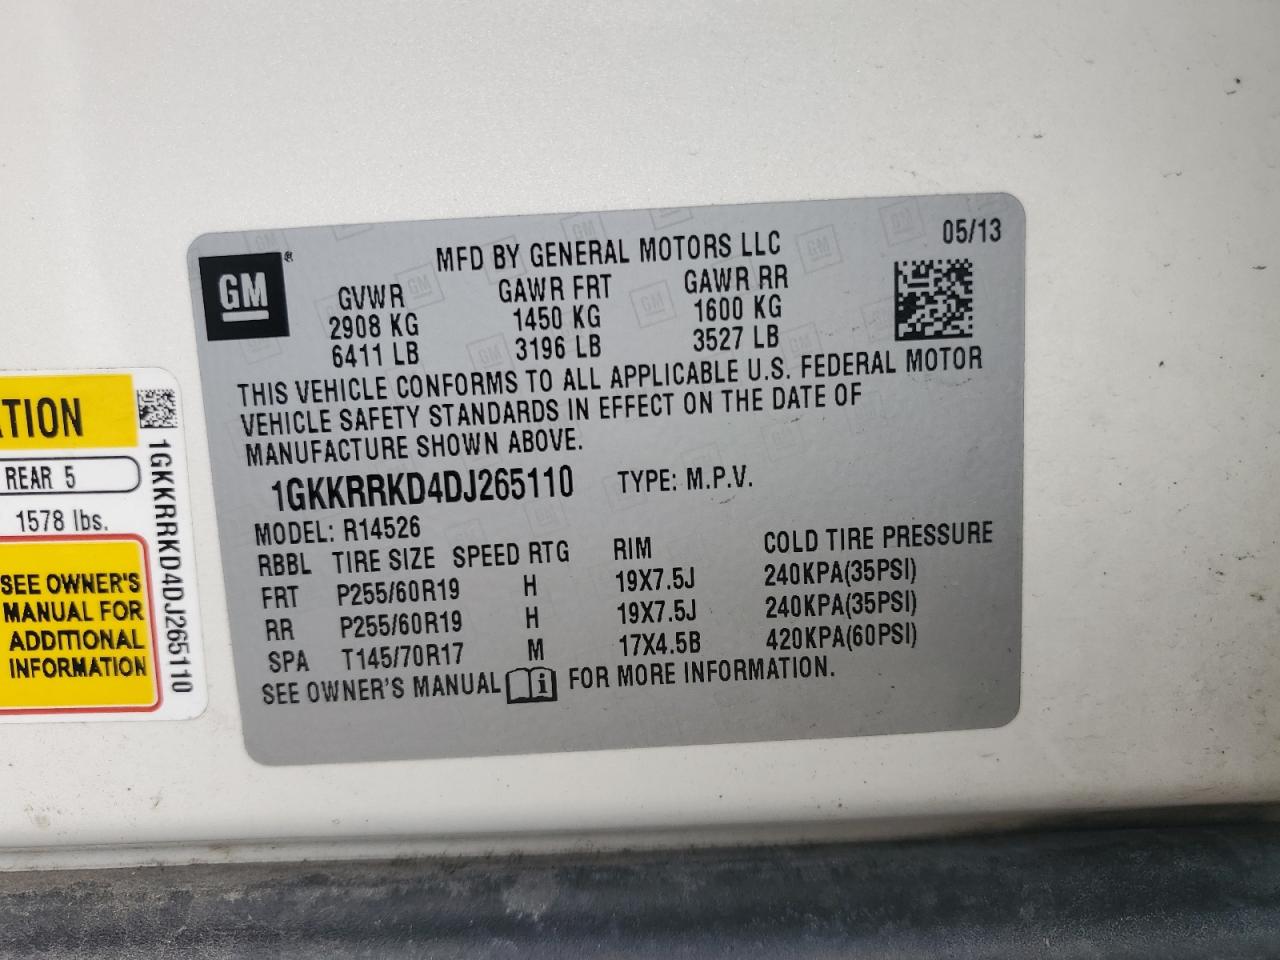 GM®
MFD BY GENERAL MOTORS LLC
05/13
GVWR GAWR FRT GAWR RR
2908 KG 1450 KG 1600 KG
6411 LB 3196 LB 3527 LB
THIS VEHICLE CONFORMS TO ALL APPLICABLE U.S. FEDERAL MOTOR
VEHICLE SAFETY STANDARDS IN EFFECT ON THE DATE OF
MANUFACTURE SHOWN ABOVE.
1GKKRRKD4DJ265110 TYPE: M.P.V.
MODEL: R14526
RBBL TIRE SIZE SPEED RTG RIM COLD TIRE PRESSURE
FRT P255/60R19 H 19X7.5J 240KPA(35PSI)
RR P255/60R19 H 19X7.5J 240KPA(35PSI)
SPA T145/70R17 M 17X4.5B 420KPA(60PSI)
SEE OWNER'S MANUAL i FOR MORE INFORMATION.
TION
REAR 5
1578 lbs.
SEE OWNER'S
MANUAL FOR
ADDITIONAL
INFORMATION
1GKKRRKD4DJ265110